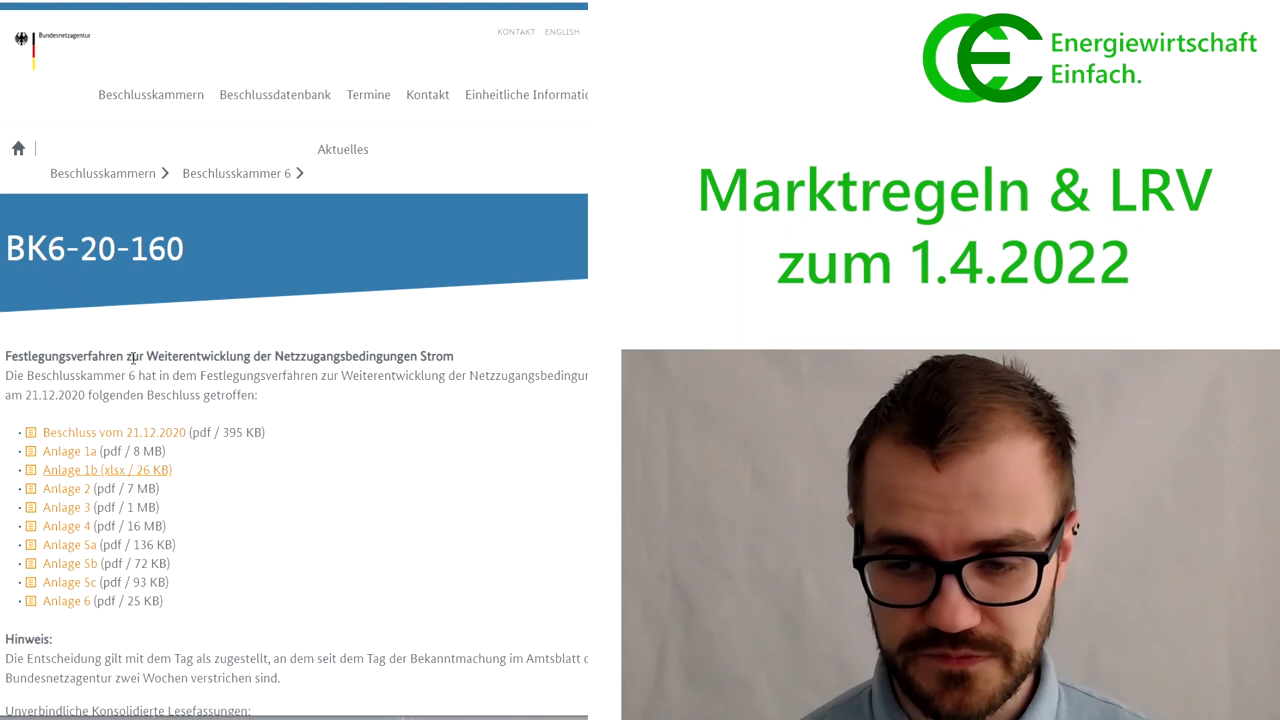 Bundesnetzagentur
KONTAKT ENGLISH
Beschlusskammern Beschlussdatenbank Termine Kontakt Einheitliche Informatio
Aktuelles
Beschlusskammern Beschlusskammer 6
BK6-20-160
Festlegungsverfahren zur Weiterentwicklung der Netzzugangsbedingungen Strom
Die Beschlusskammer 6 hat in dem Festlegungsverfahren zur Weiterentwicklung der Netzzugangsbedingun
am 21.12.2020 folgenden Beschluss getroffen:
• Beschluss vom 21.12.2020 (pdf / 395 KB)
• Anlage 1a (pdf / 8 MB)
• Anlage 1b (xlsx / 26 KB)
• Anlage 2 (pdf / 7 MB)
• Anlage 3 (pdf / 1 MB)
• Anlage 4 (pdf / 16 MB)
• Anlage 5a (pdf / 136 KB)
• Anlage 5b (pdf / 72 KB)
• Anlage 5c (pdf / 93 KB)
• Anlage 6 (pdf / 25 KB)
Hinweis:
Die Entscheidung gilt mit dem Tag als zugestellt, an dem seit dem Tag der Bekanntmachung im Amtsblatt d
Bundesnetzagentur zwei Wochen verstrichen sind.
Unverbindliche Konsolidierte Lesefassungen:
Energiewirtschaft
Einfach.
Marktregeln & LRV
zum 1.4.2022